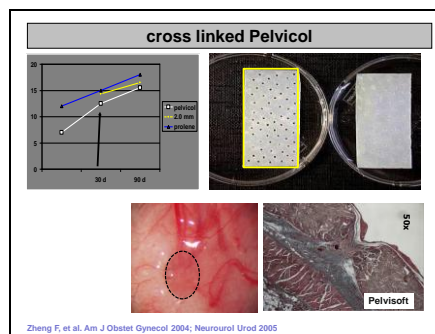 cross linked Pelvicol
20
15
10
5
0
30 d
90 d
pelvicol
2.0 mm
prolene
50x
Pelvisoft
Zheng F, et al. Am J Obstet Gynecol 2004; Neurourol Urod 2005